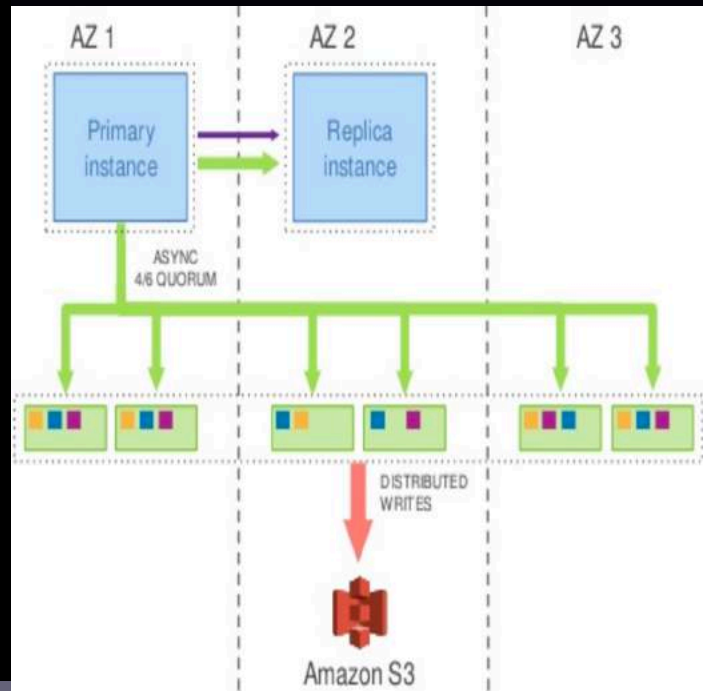 AZ 1
AZ 2
AZ 3
Primary
instance
Replica
instance
ASYNC
4/6 QUORUM
DISTRIBUTED
WRITES
Amazon S3